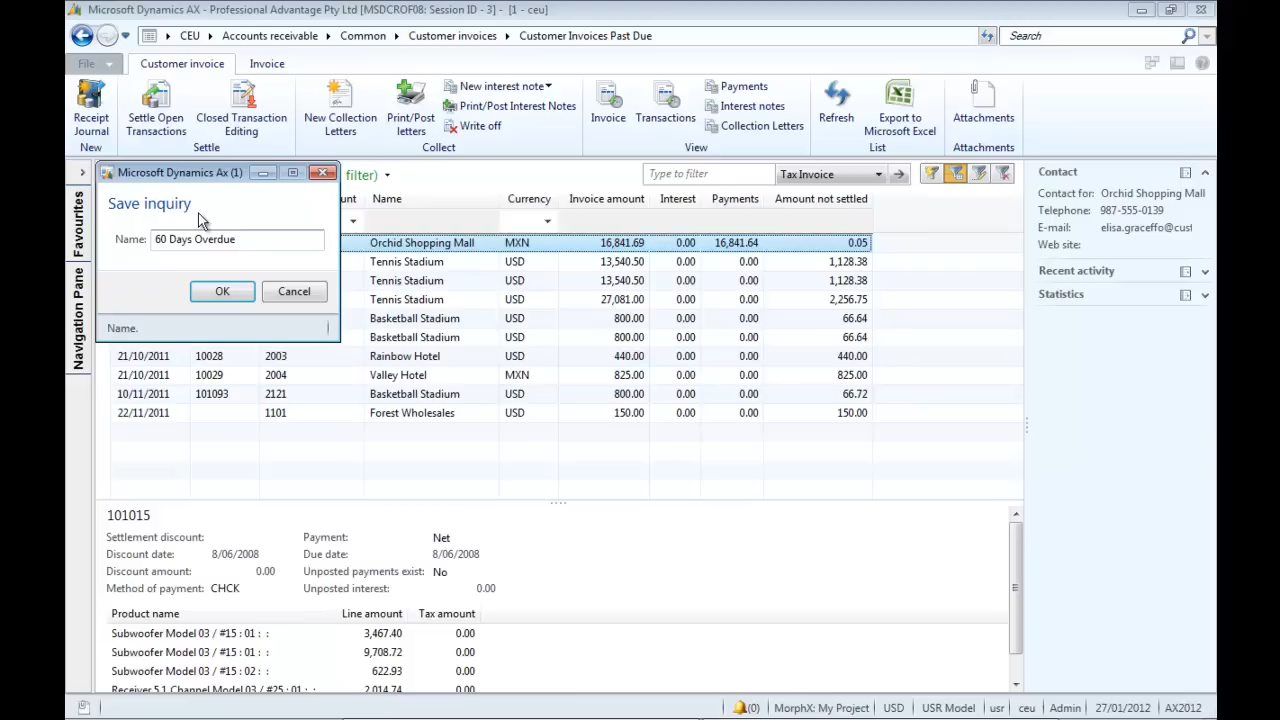 Microsoft Dynamics AX - Professional Advantage Pty Ltd [MSDCROF08: Session ID - 3] - [1 - ceu]
CEU Accounts receivable Common Customer invoices Customer Invoices Past Due Search
File Customer invoice Invoice
Receipt Journal
Settle Open Transactions
Closed Transaction Editing
New Collection Letters
Print/Post letters
New interest note
Print/Post Interest Notes
Write off
Invoice
Transactions
Payments
Interest notes
Collection Letters
Refresh
Export to Microsoft Excel
Attachments
New Settle Collect View List Attachments
Microsoft Dynamics Ax (1)
Save inquiry
Name: 60 Days Overdue
OK Cancel
Name.
Favourites
Navigation Pane
filter) Type to filter Tax Invoice
unt Name Currency Invoice amount Interest Payments Amount not settled
Orchid Shopping Mall MXN 16,841.69 0.00 16,841.64 0.05
Tennis Stadium USD 13,540.50 0.00 0.00 1,128.38
Tennis Stadium USD 13,540.50 0.00 0.00 1,128.38
Tennis Stadium USD 27,081.00 0.00 0.00 2,256.75
Basketball Stadium USD 800.00 0.00 0.00 66.64
Basketball Stadium USD 800.00 0.00 0.00 66.64
21/10/2011 10028 2003 Rainbow Hotel USD 440.00 0.00 0.00 440.00
21/10/2011 10029 2004 Valley Hotel MXN 825.00 0.00 0.00 825.00
10/11/2011 101093 2121 Basketball Stadium USD 800.00 0.00 0.00 66.72
22/11/2011 1101 Forest Wholesales USD 150.00 0.00 0.00 150.00
Contact
Contact for: Orchid Shopping Mall
Telephone: 987-555-0139
Email: elisa.graceffo@cust
Web site:
Recent activity
Statistics
101015
Settlement discount: Payment: Net
Discount date: 8/06/2008 Due date: 8/06/2008
Discount amount: 0.00 Unposted payments exist: No
Method of payment: CHCK Unposted interest: 0.00
Product name Line amount Tax amount
Subwoofer Model 03 / #15 : 01 : : 3,467.40 0.00
Subwoofer Model 03 / #15 : 01 : : 9,708.72 0.00
Subwoofer Model 03 / #15 : 02 : : 622.93 0.00
Receiver 5.1 Channel Model 03 / #25 : 01 : : 2,014.74 0.00
(0) MorphX: My Project USD USR Model usr ceu Admin 27/01/2012 AX2012